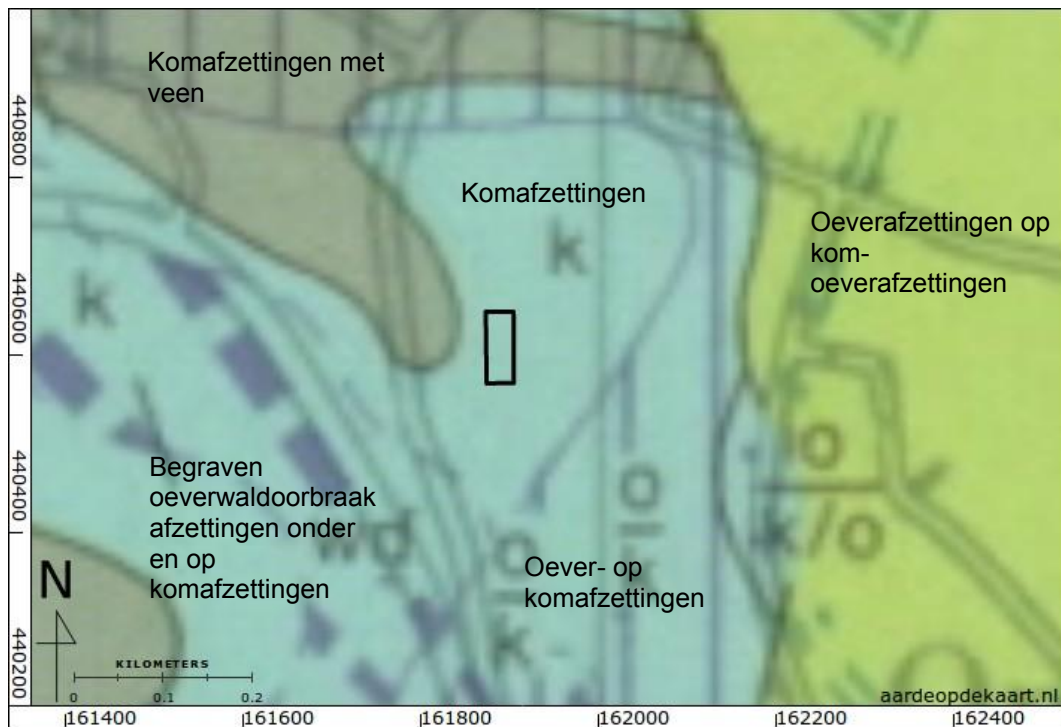 Komafzettingen met
veen
Komafzettingen
Oeverafzettingen op
kom-
oeverafzettingen
k
k
Begraven
oeverwaldoorbraak
afzettingen onder
en op
komafzettingen
wd
Oever- op
komafzettingen
o
k
o
o
k/o
N
KILOMETERS
0 0.1 0.2
aardeopdekaart.nl
440800
440600
440400
440200
161400 161600 161800 162000 162200 162400